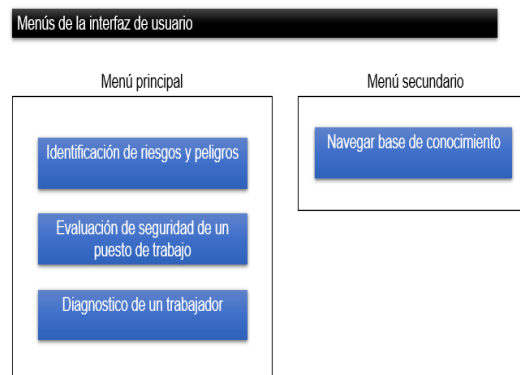 Menús de la interfaz de usuario
Menú principal
Identificación de riesgos y peligros
Evaluación de seguridad de un
puesto de trabajo
Diagnostico de un trabajador
Menú secundario
Navegar base de conocimiento